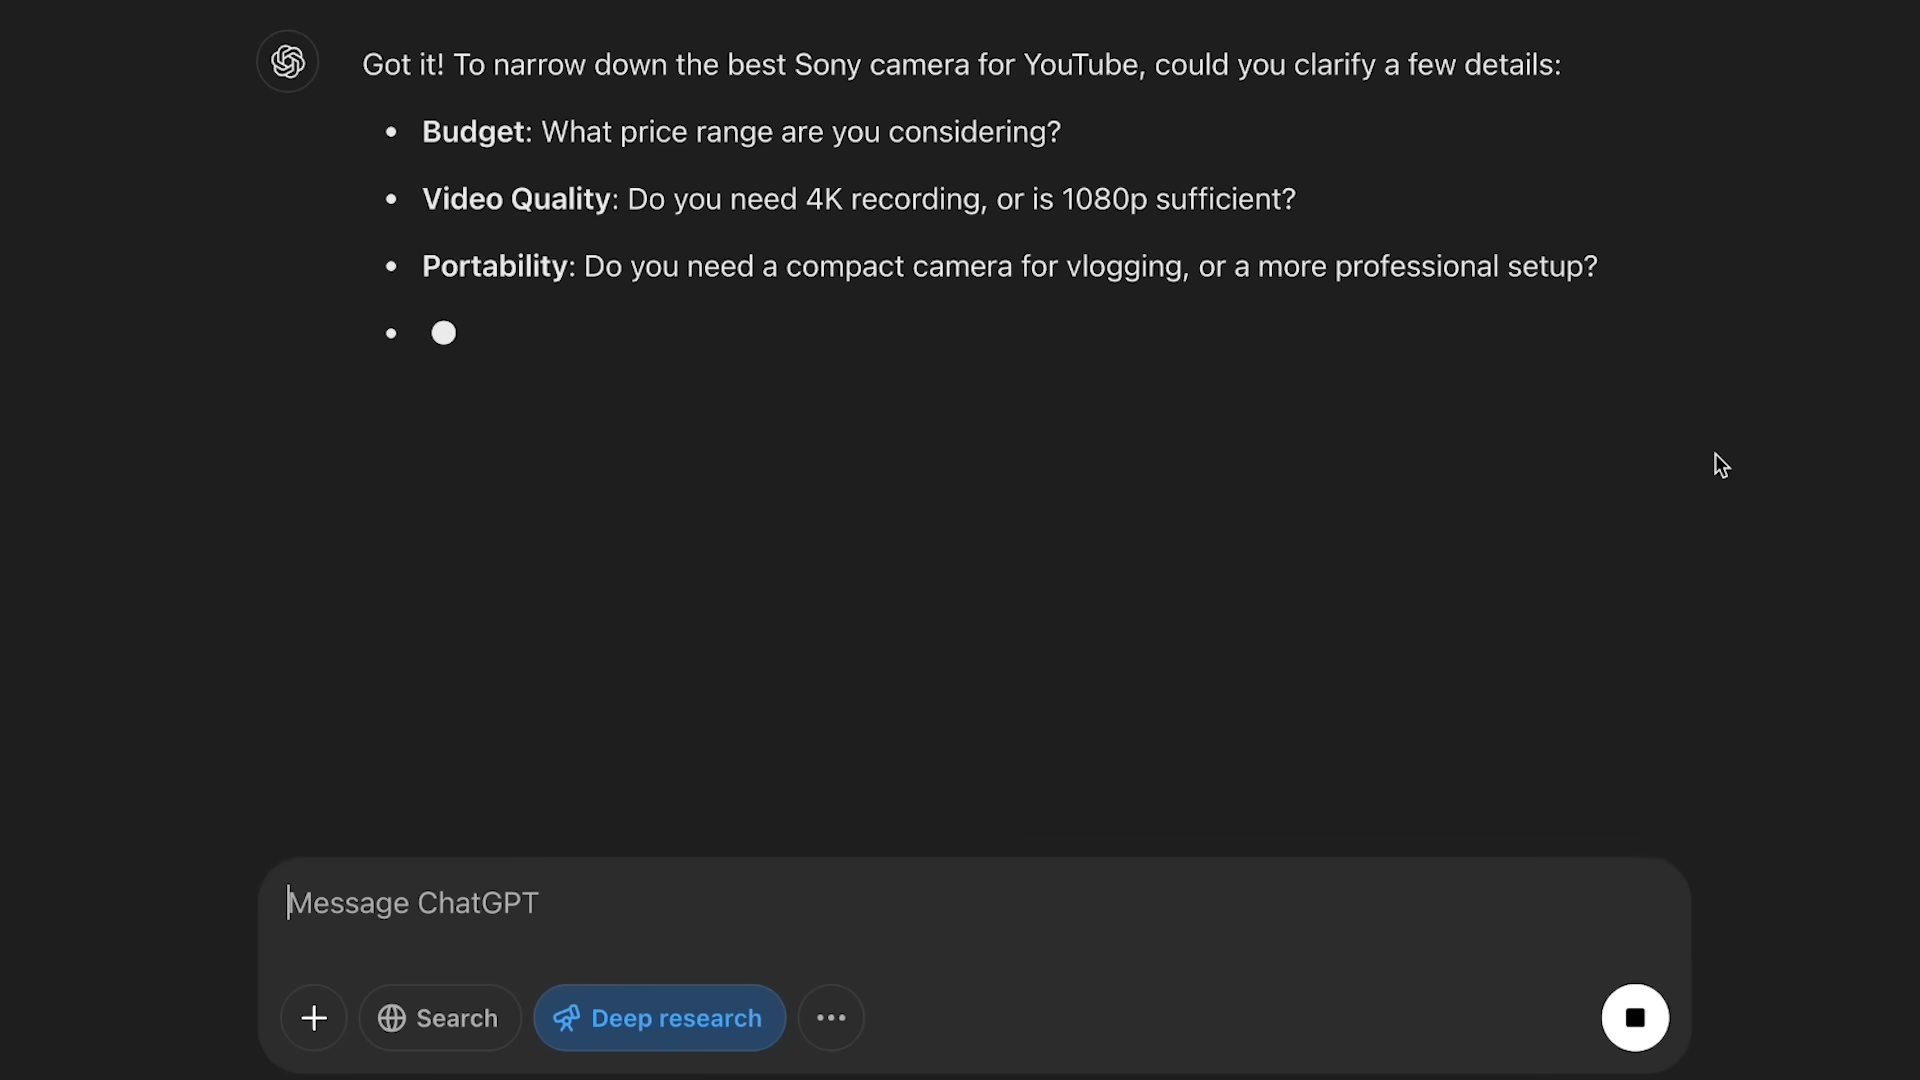 Got it! To narrow down the best Sony camera for YouTube, could you clarify a few details:
• Budget: What price range are you considering?
• Video Quality: Do you need 4K recording, or is 1080p sufficient?
• Portability: Do you need a compact camera for vlogging, or a more professional setup?
•
Message ChatGPT
Search Deep research